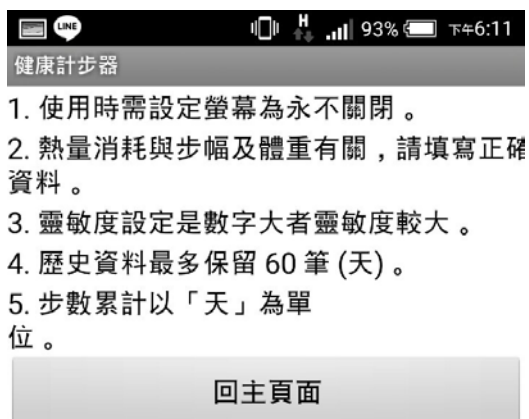 LINE H 93% 下午6:11
健康計步器
1. 使用時需設定螢幕為永不關閉。
2. 熱量消耗與步幅及體重有關，請填寫正確
資料。
3. 靈敏度設定是數字大者靈敏度較大。
4. 歷史資料最多保留 60 筆 (天)。
5. 步數累計以「天」為單
位。
回主頁面